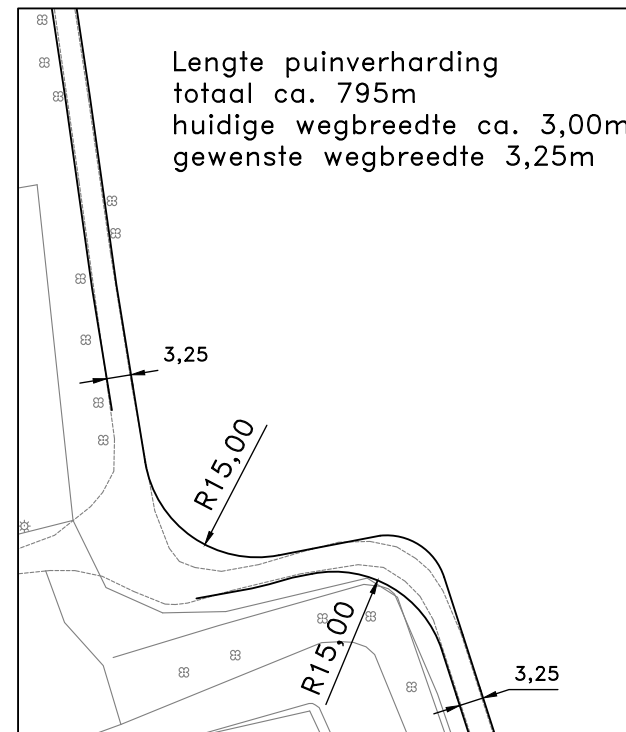 Lengte puinverharding
totaal ca. 795m
huidige wegbreedte ca. 3,00m
gewenste wegbreedte 3,25m
3,25
R15,00
R15,00
3,25